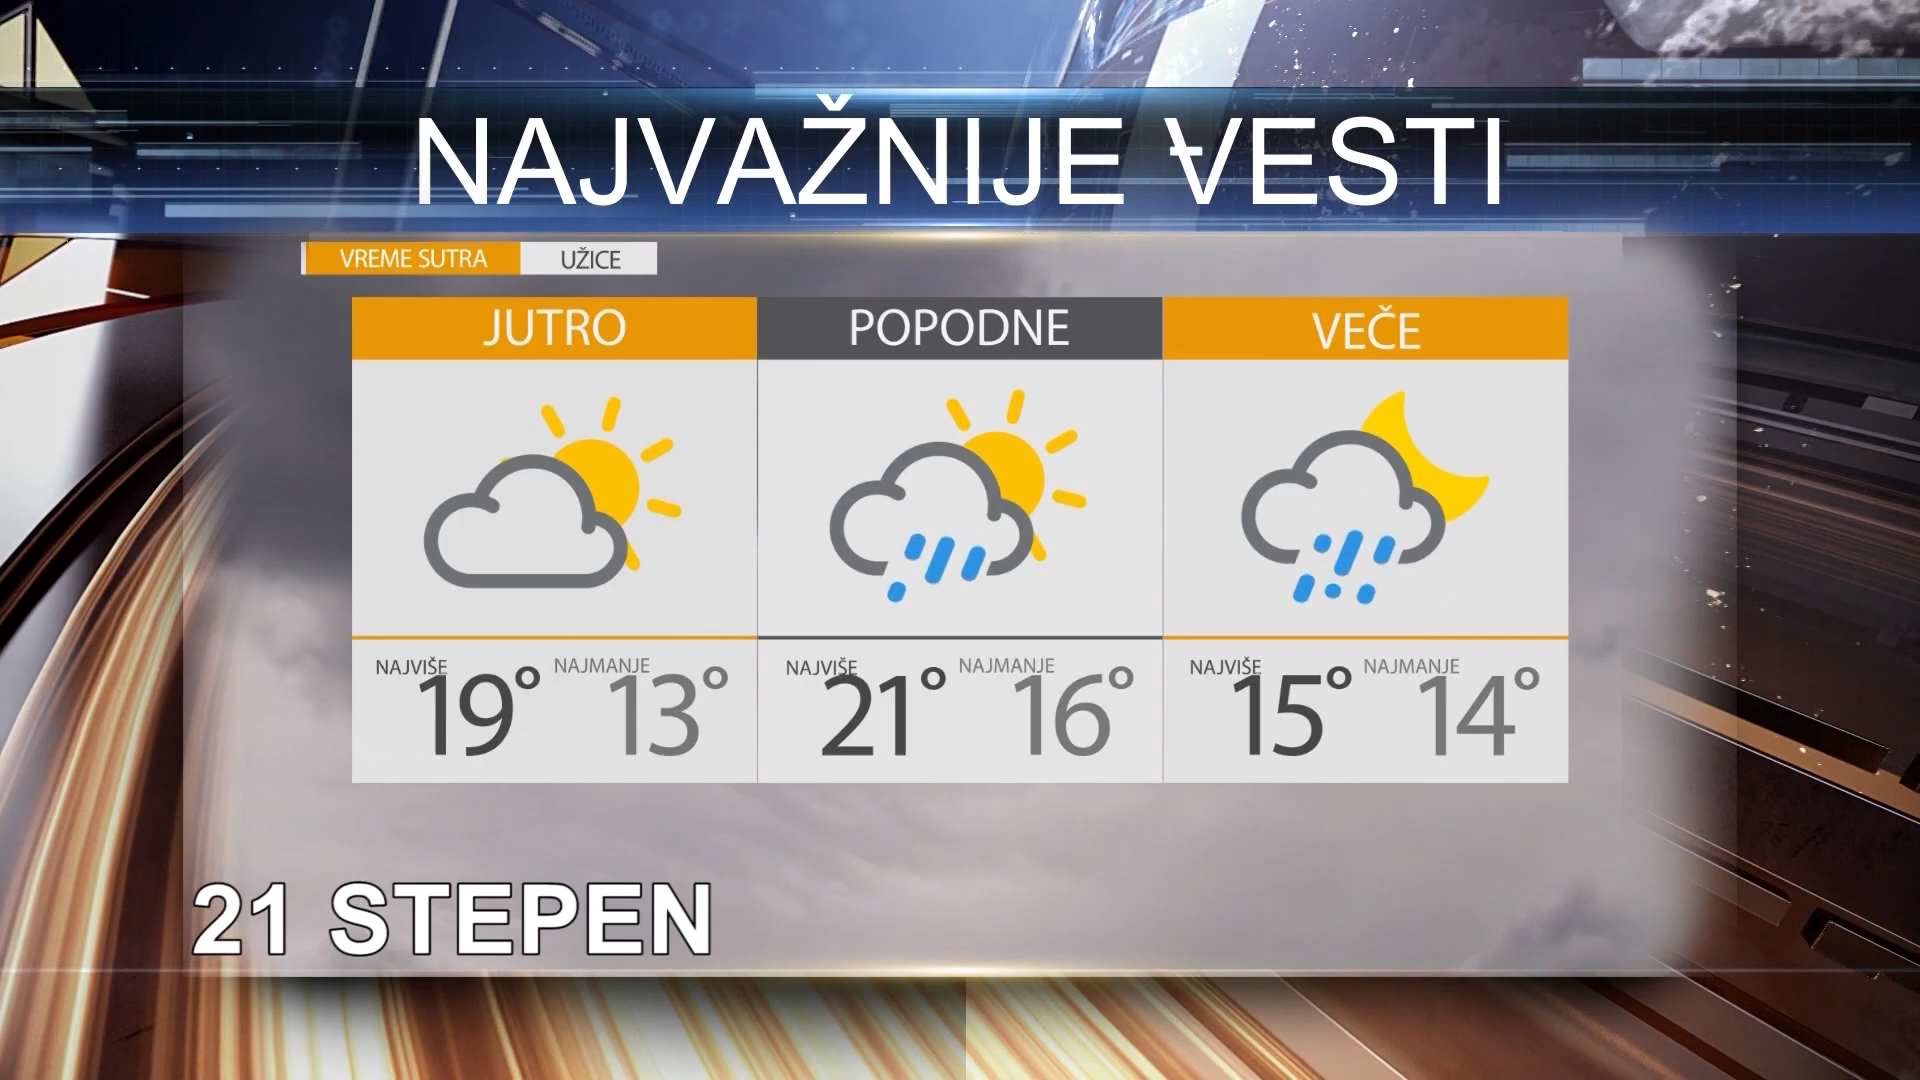 NAJVAŽNIJE VESTI
VREME SUTRA UŽICE
JUTRO POPODNE VEČE
NAJVIŠE NAJMANJE NAJVIŠE NAJMANJE NAJVIŠE NAJMANJE
19° 13° 21° 16° 15° 14°
21 STEPEN